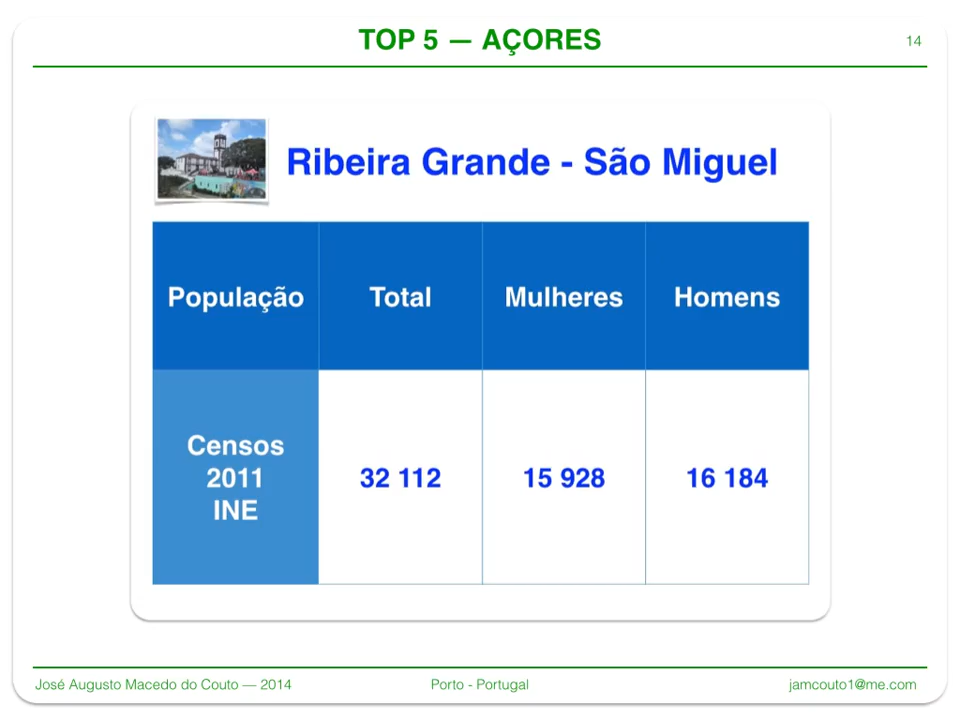 TOP 5 — AÇORES
14
Ribeira Grande - São Miguel
População Total Mulheres Homens
Censos
2011
INE
32 112 15 928 16 184
José Augusto Macedo do Couto — 2014 Porto - Portugal jamcouto1@me.com